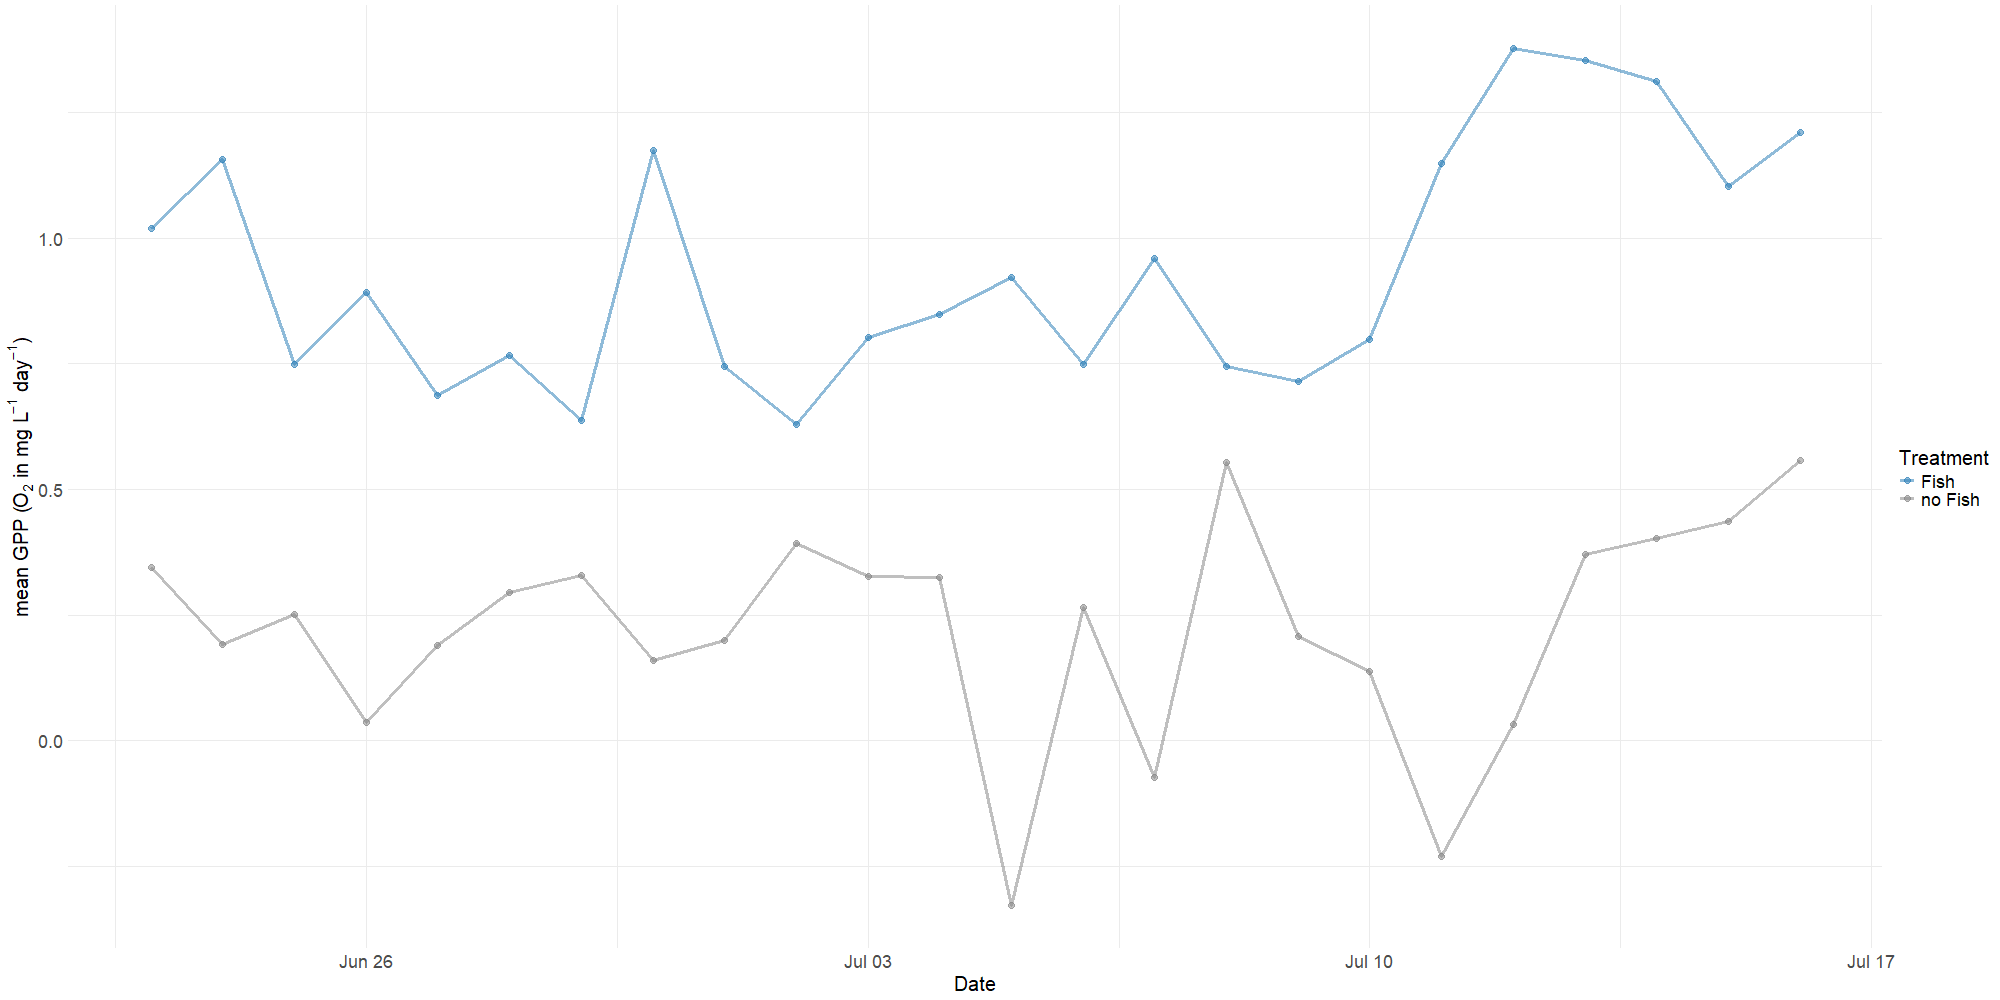 mean GPP (O₂ in mg L⁻¹ day⁻¹)
1.0
0.5
0.0
Jun 26
Jul 03
Jul 10
Jul 17
Date
Treatment
Fish
no Fish